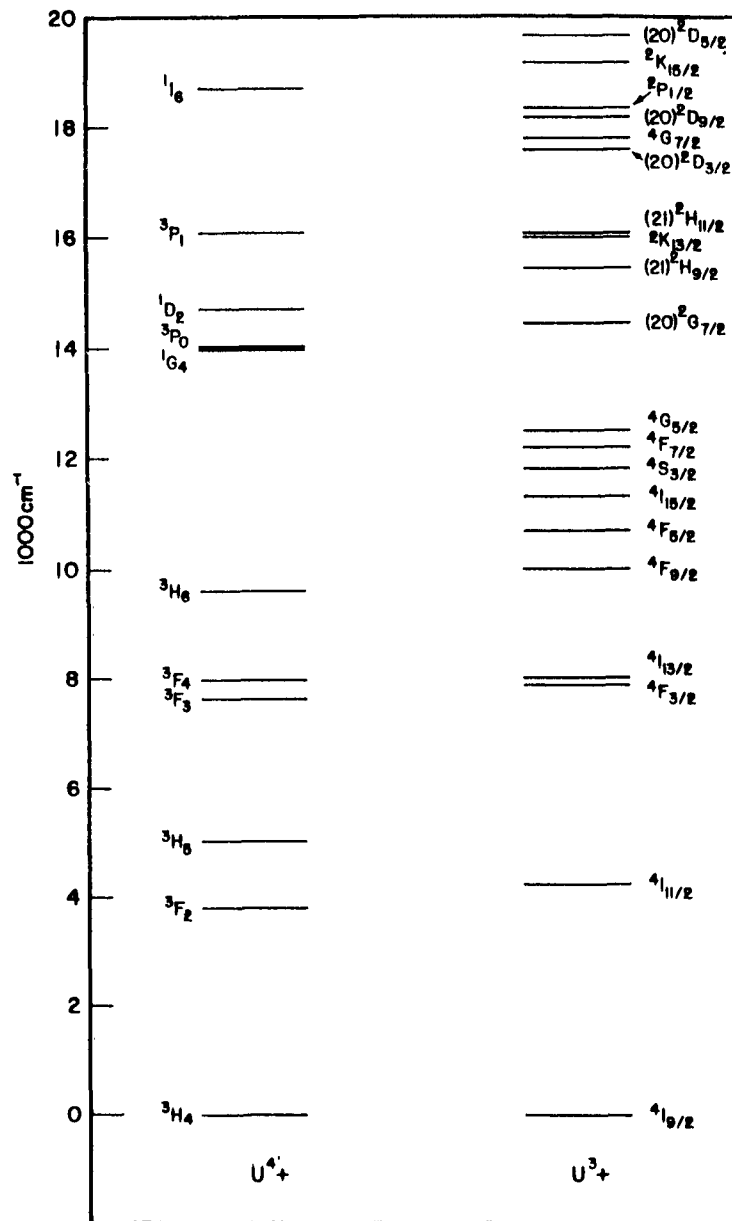 20
18
16
14
12
10
8
6
4
2
0
1000cm⁻¹
¹I₆
³P₁
¹D₂
³P₀
¹G₄
³H₆
³F₄
³F₃
³H₅
³F₂
³H₄
U⁴'+
(20)²D₅/₂
²K₁₅/₂
²P₁/₂
(20)²D₉/₂
⁴G₇/₂
(20)²D₃/₂
(21)²H₁₁/₂
²K₁₃/₂
(21)²H₉/₂
(20)²G₇/₂
⁴G₅/₂
⁴F₇/₂
⁴S₃/₂
⁴I₁₅/₂
⁴F₅/₂
⁴F₉/₂
⁴I₁₃/₂
⁴F₃/₂
⁴I₁₁/₂
⁴I₉/₂
U³+